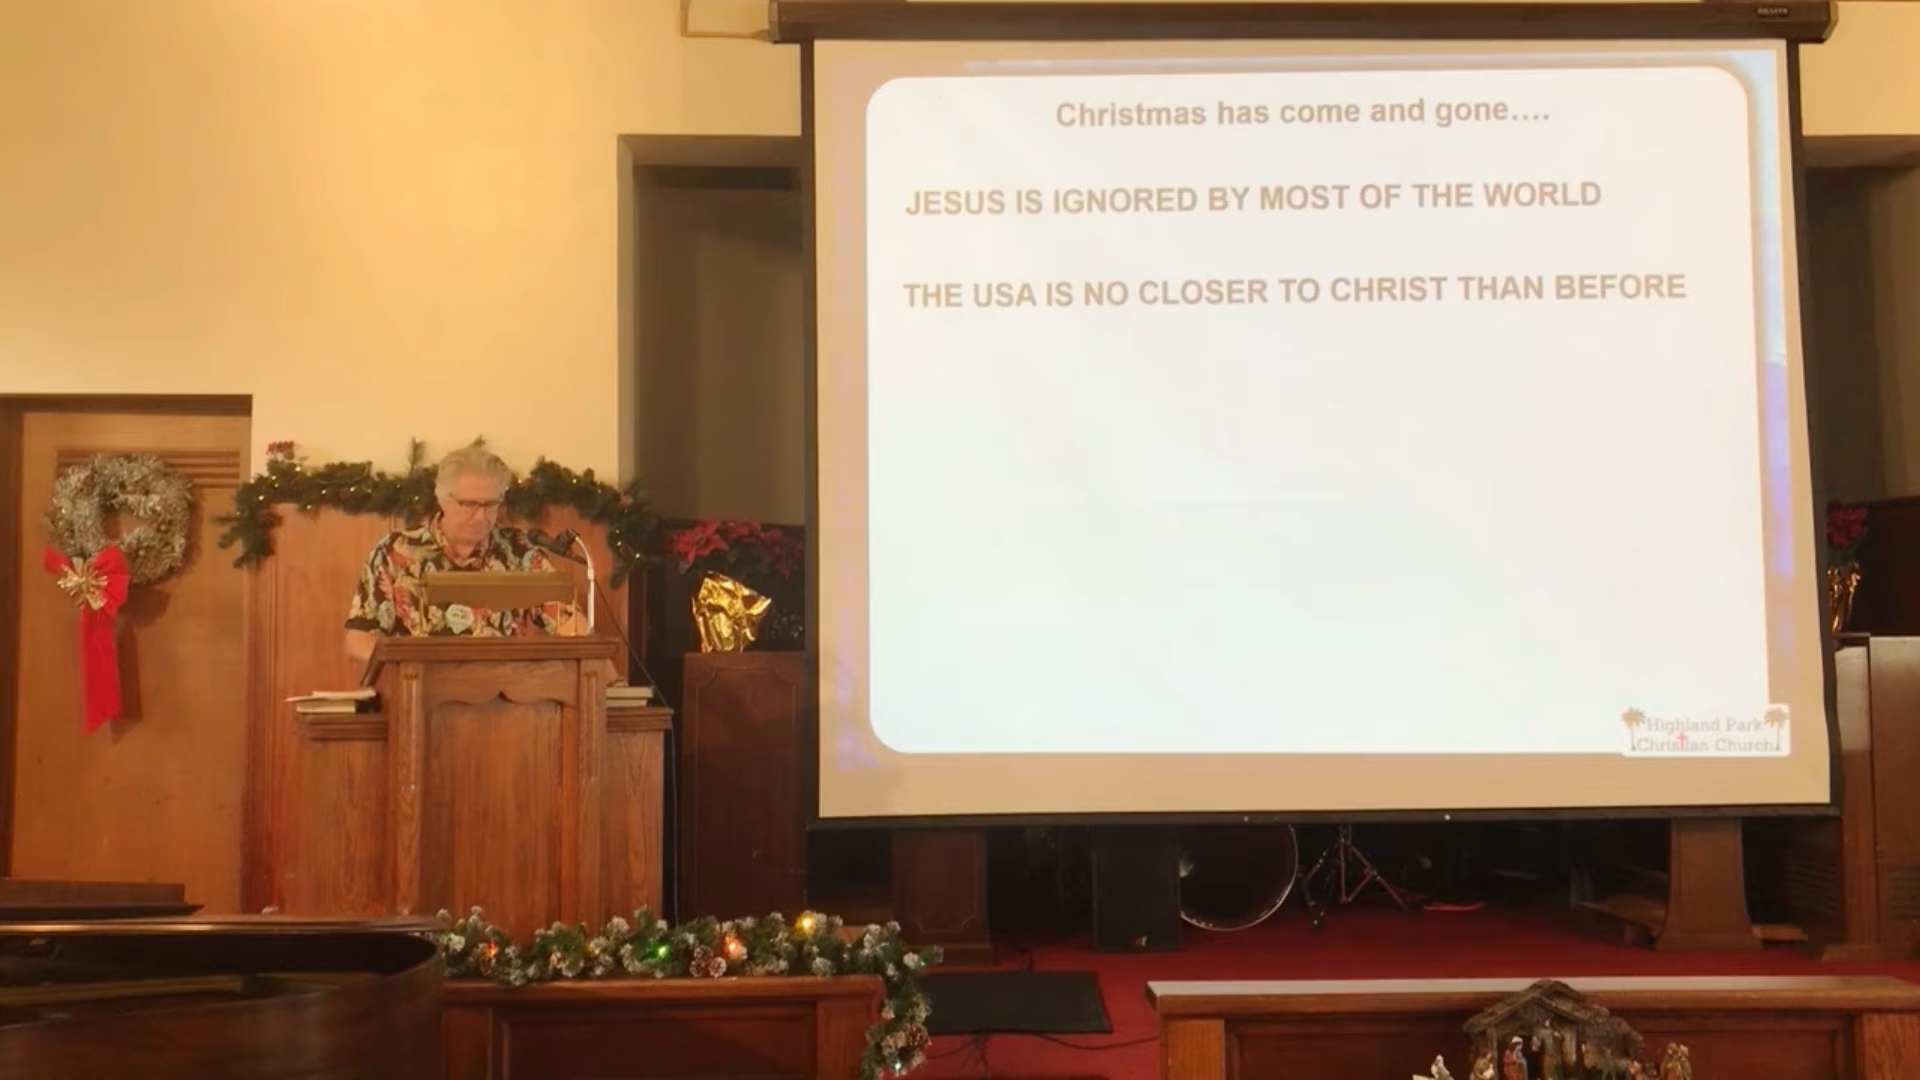 Christmas has come and gone....
JESUS IS IGNORED BY MOST OF THE WORLD
THE USA IS NO CLOSER TO CHRIST THAN BEFORE
Highland Park
Christian Church